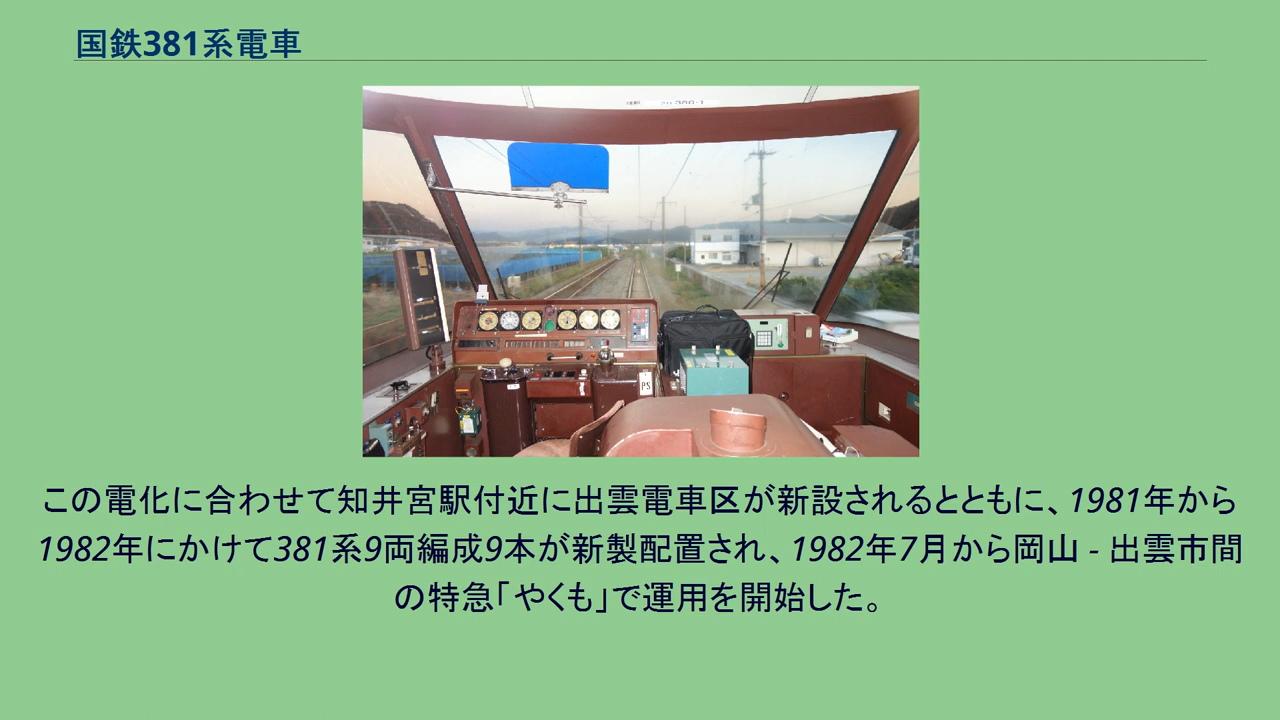 国鉄381系電車
PS
この電化に合わせて知井宮駅付近に出雲電車区が新設されるとともに、1981年から
1982年にかけて381系9両編成9本が新製配置され、1982年7月から岡山 - 出雲市間
の特急「やくも」で運用を開始した。